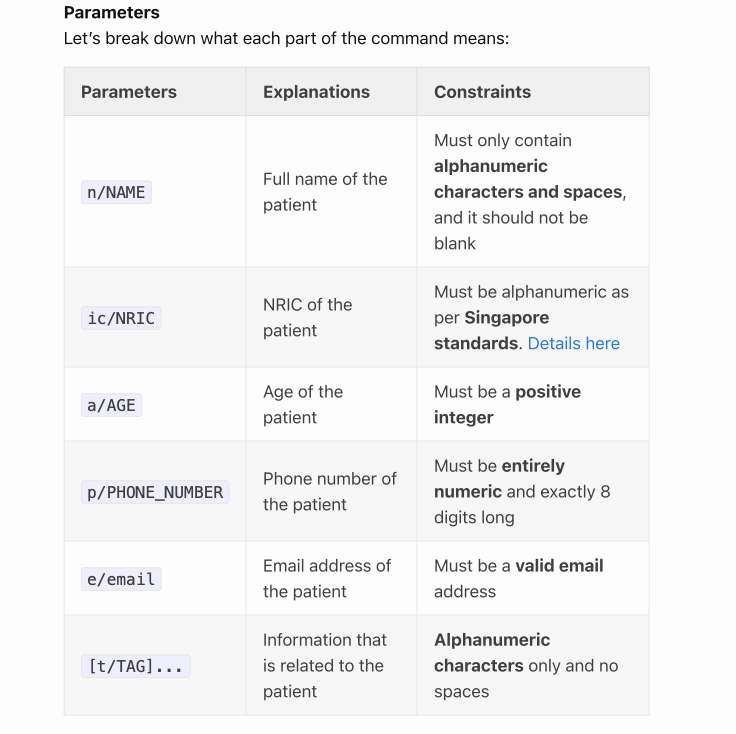 Parameters
Let’s break down what each part of the command means:
Parameters Explanations Constraints
n/NAME
Full name of the
patient
Must only contain
alphanumeric
characters and spaces,
and it should not be
blank
ic/NRIC
NRIC of the
patient
Must be alphanumeric as
per Singapore
standards. Details here
a/AGE
Age of the
patient
Must be a positive
integer
p/PHONE_NUMBER
Phone number of
the patient
Must be entirely
numeric and exactly 8
digits long
e/email
Email address of
the patient
Must be a valid email
address
[t/TAG]...
Information that
is related to the
patient
Alphanumeric
characters only and no
spaces